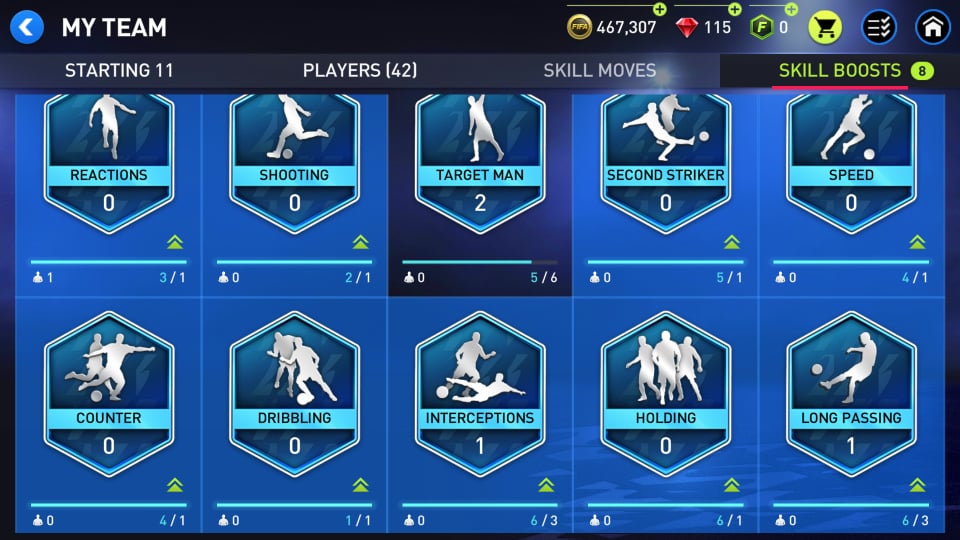 MY TEAM
FIFA 467,307 115 F 0
STARTING 11 PLAYERS (42) SKILL MOVES SKILL BOOSTS 8
REACTIONS SHOOTING TARGET MAN SECOND STRIKER SPEED
0 0 2 0 0
1 3 / 1 0 2 / 1 0 5 / 6 0 5 / 1 0 4 / 1
COUNTER DRIBBLING INTERCEPTIONS HOLDING LONG PASSING
0 0 1 0 1
0 4 / 1 0 1 / 1 0 6 / 3 0 6 / 1 0 6 / 3